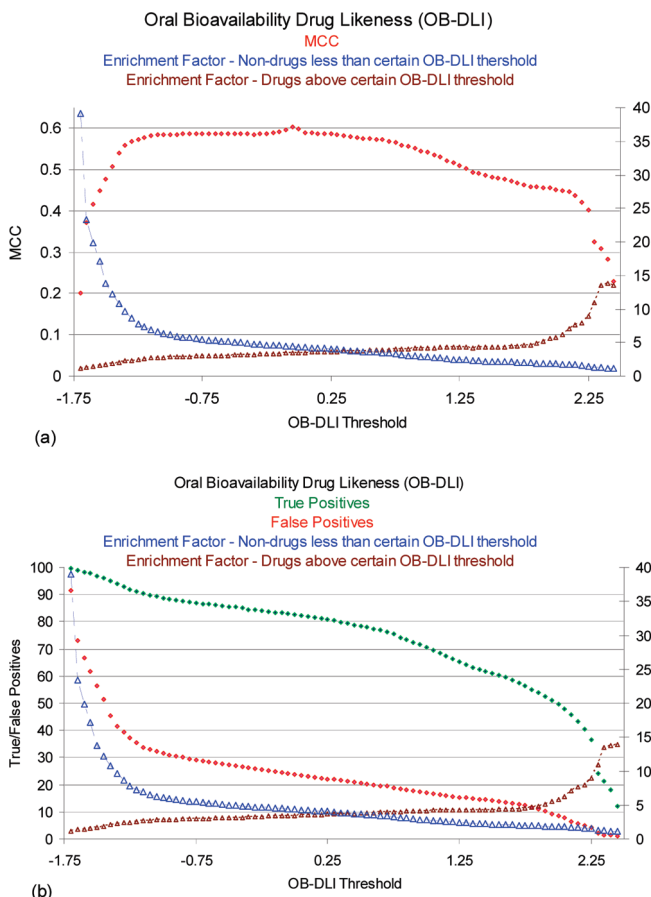 Oral Bioavailability Drug Likeness (OB-DLI)
MCC
Enrichment Factor - Non-drugs less than certain OB-DLI thershold
Enrichment Factor - Drugs above certain OB-DLI threshold
0.6
0.5
0.4
0.3
0.2
0.1
0
MCC
40
35
30
25
20
15
10
5
0
-1.75 -0.75 0.25 1.25 2.25
OB-DLI Threshold
(a)
Oral Bioavailability Drug Likeness (OB-DLI)
True Positives
False Positives
Enrichment Factor - Non-drugs less than certain OB-DLI thershold
Enrichment Factor - Drugs above certain OB-DLI threshold
100
90
80
70
60
50
40
30
20
10
0
True/False Positives
40
35
30
25
20
15
10
5
0
-1.75 -0.75 0.25 1.25 2.25
OB-DLI Threshold
(b)